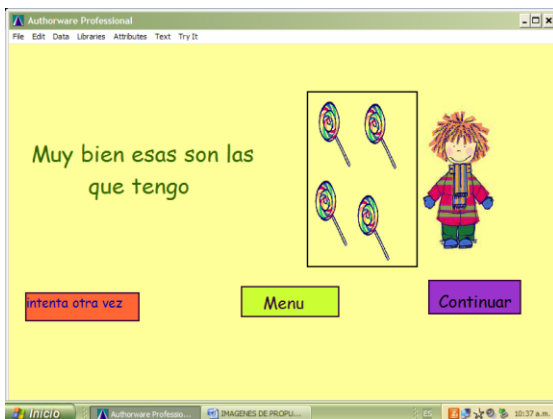 Authorware Professional
File Edit Data Libraries Attributes Text Try It
Muy bien esas son las
que tengo
intenta otra vez
Menu
Continuar
Inicio
Authorware Professio...
IMAGENES DE PROPU...
ES
10:37 a.m.